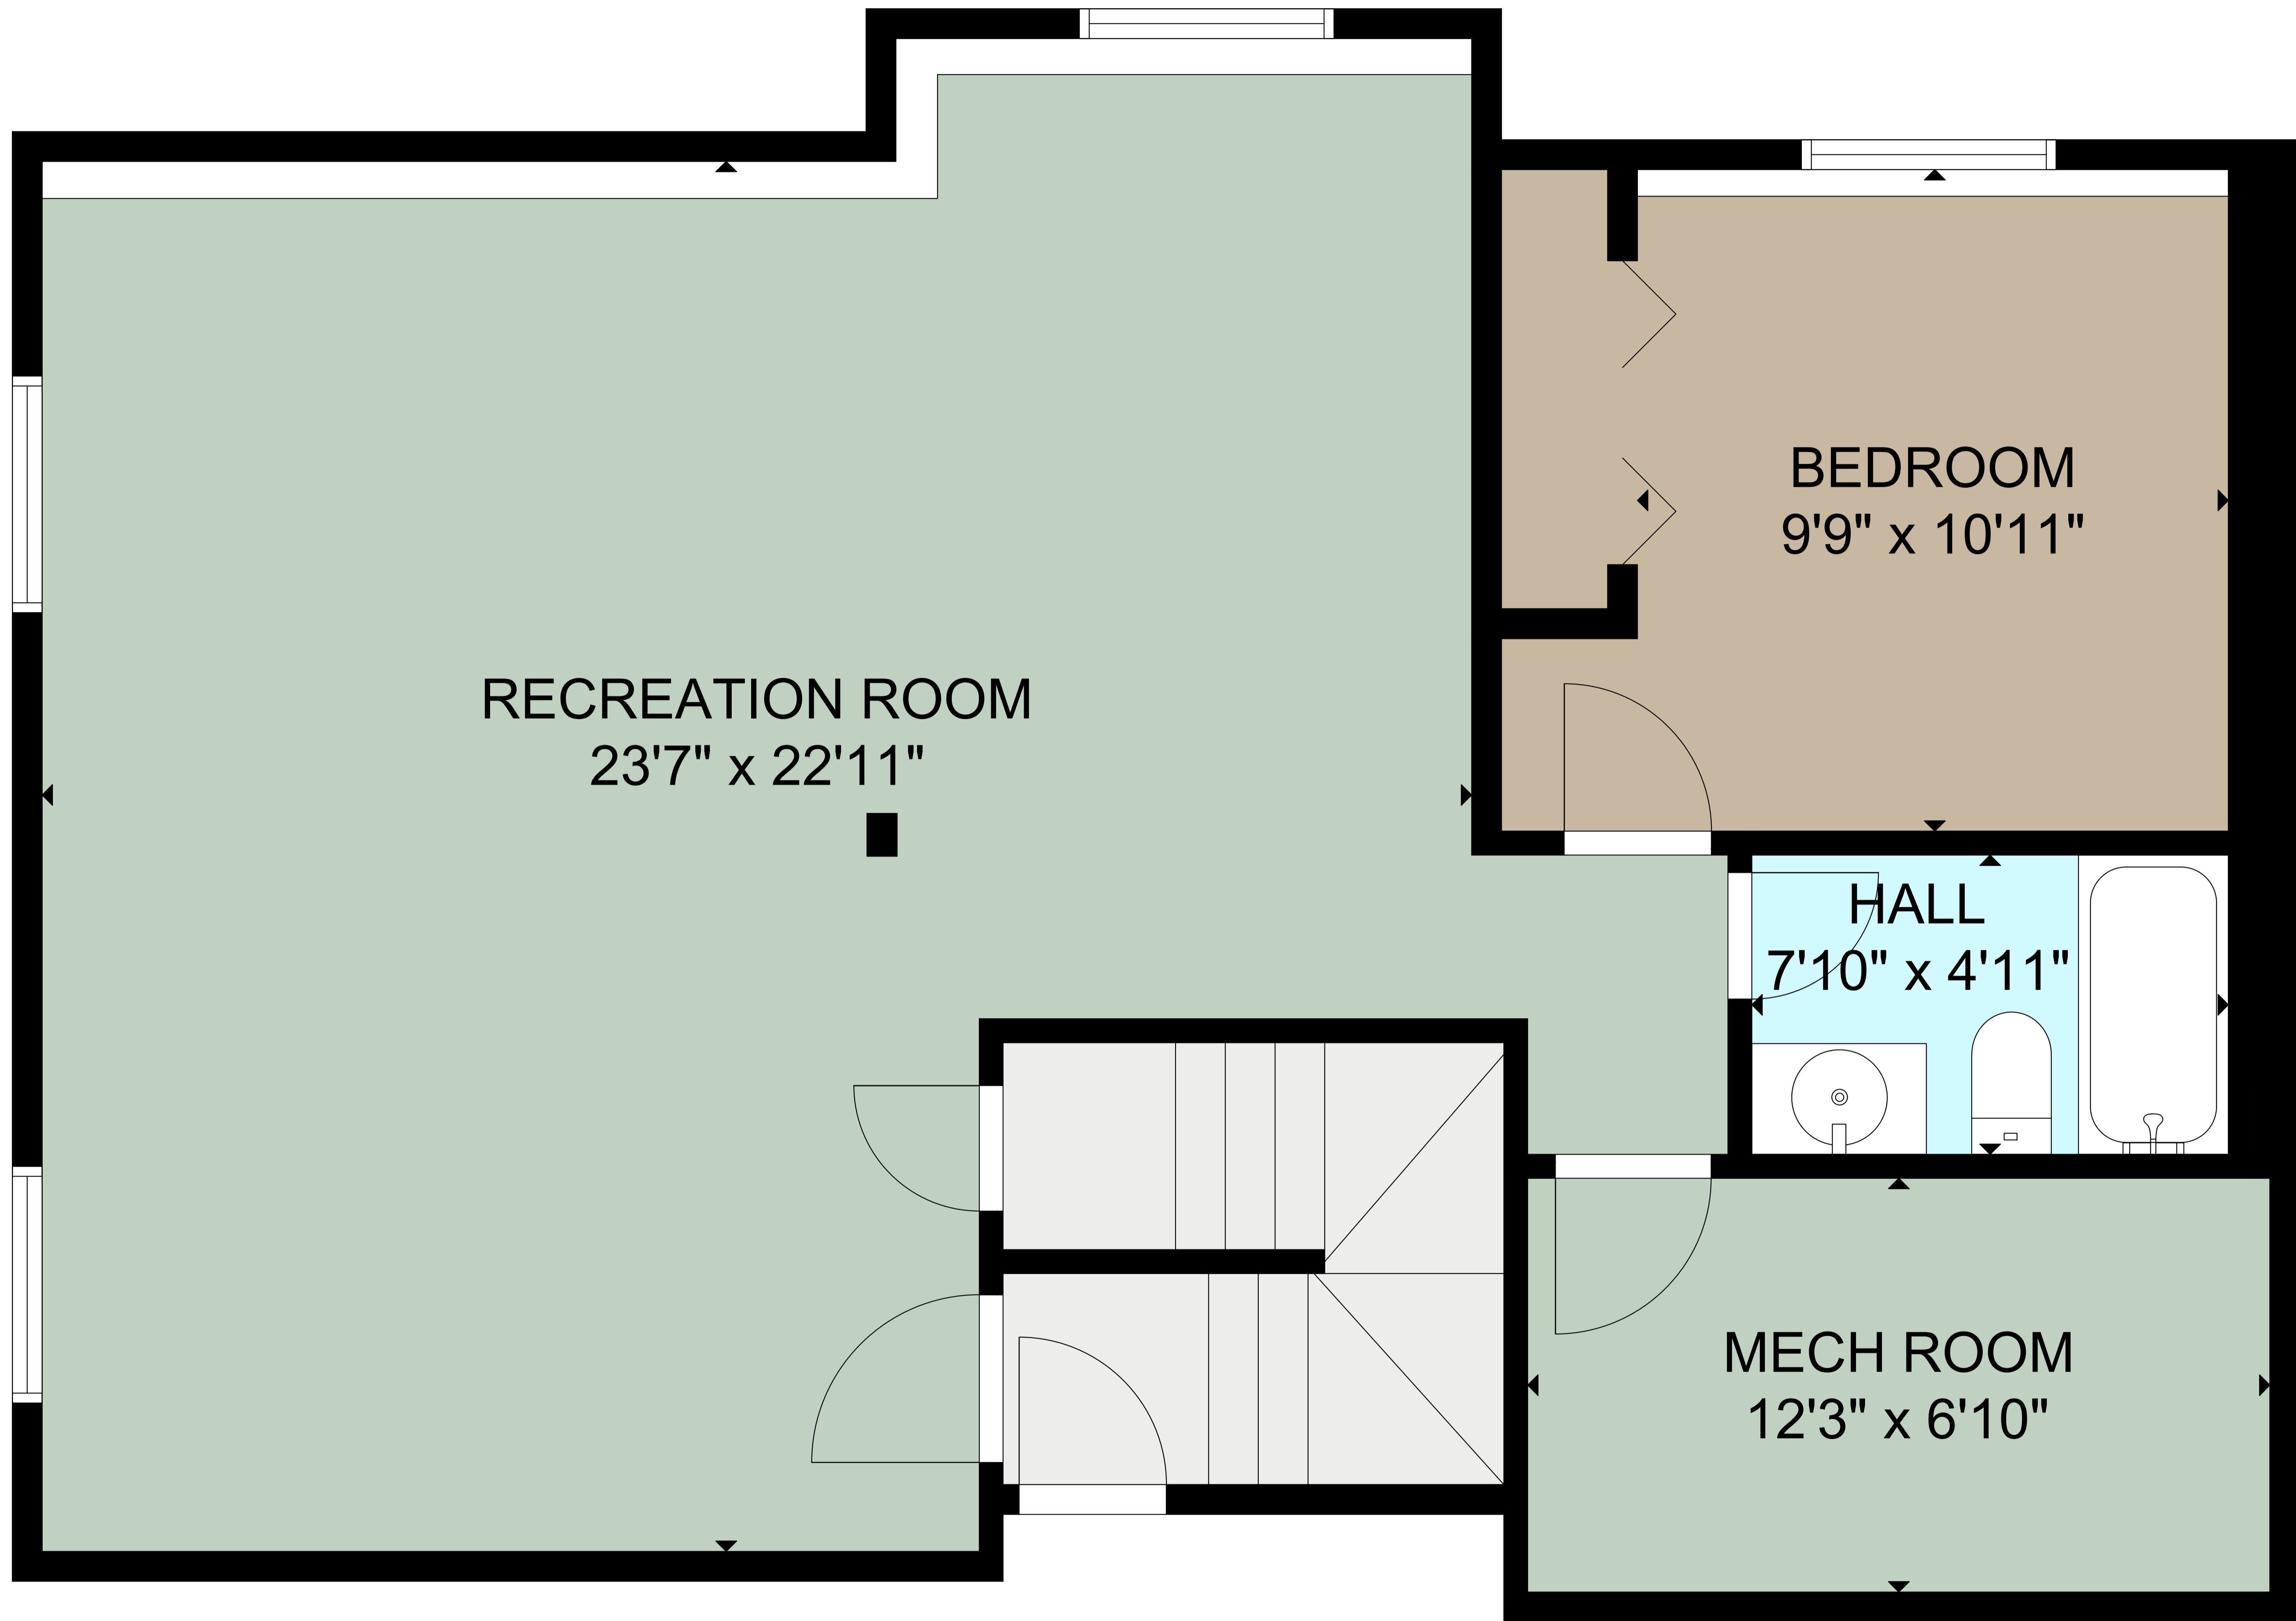 BEDROOM
9'9" x 10'11"
RECREATION ROOM
23'7" x 22'11"
HALL
7'10" x 4'11"
MECH ROOM
12'3" x 6'10"